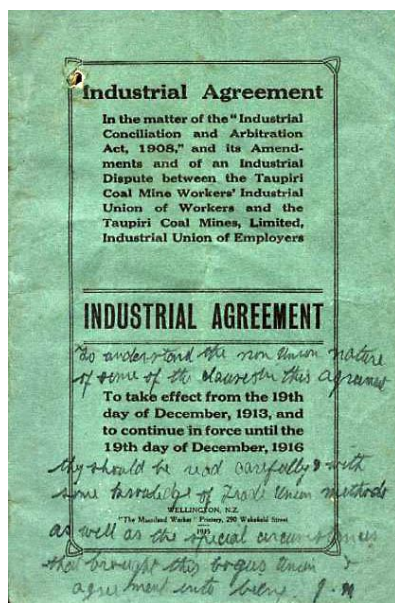 Industrial Agreement
In the matter of the "Industrial
Conciliation and Arbitration
Act, 1908," and its Amend-
ments and of an Industrial
Dispute between the Taupiri
Coal Mine Workers' Industrial
Union of Workers and the
Taupiri Coal Mines, Limited,
Industrial Union of Employers
INDUSTRIAL AGREEMENT
To understand the non Union nature
of some of the clauses in this agreement
To take effect from the 19th
day of December, 1913, and
to continue in force until the
19th day of December, 1916
they should be read carefully & with
some knowledge of Trade Union methods
WELLINGTON, N.Z.
"The Maoriland Worker" Printery, 290 Wakefield Street
as well as the special circumstances
that brought this bogus Union &
agreement into being.